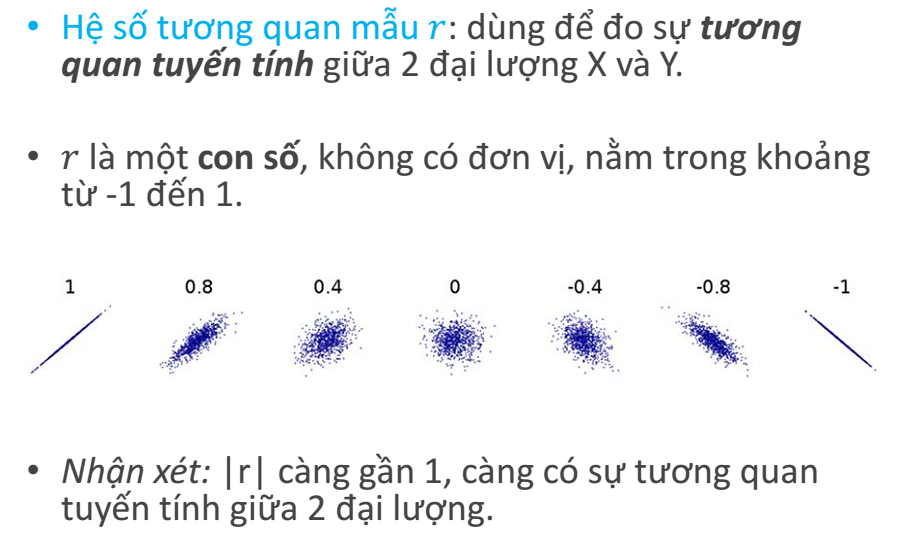 • Hệ số tương quan mẫu r: dùng để đo sự tương
quan tuyến tính giữa 2 đại lượng X và Y.
• r là một con số, không có đơn vị, nằm trong khoảng
từ -1 đến 1.
1 0.8 0.4 0 -0.4 -0.8 -1
• Nhận xét: |r| càng gần 1, càng có sự tương quan
tuyến tính giữa 2 đại lượng.